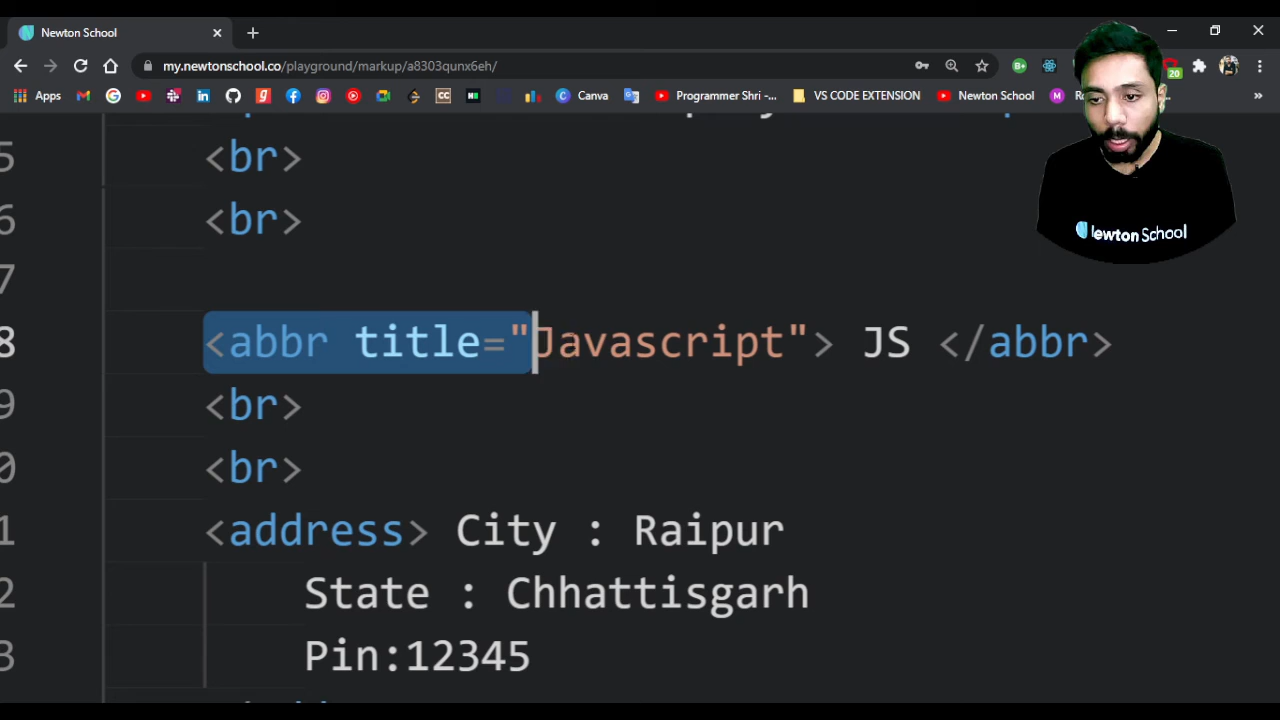 Newton School
my.newtonschool.co/playground/markup/a8303qunx6eh/
20
Apps
Canva
Programmer Shri -...
VS CODE EXTENSION
Newton School
lewton School
5 <br>
6 <br>
7
8 <abbr title="Javascript"> JS </abbr>
9 <br>
0 <br>
1 <address> City : Raipur
2 State : Chhattisgarh
3 Pin:12345